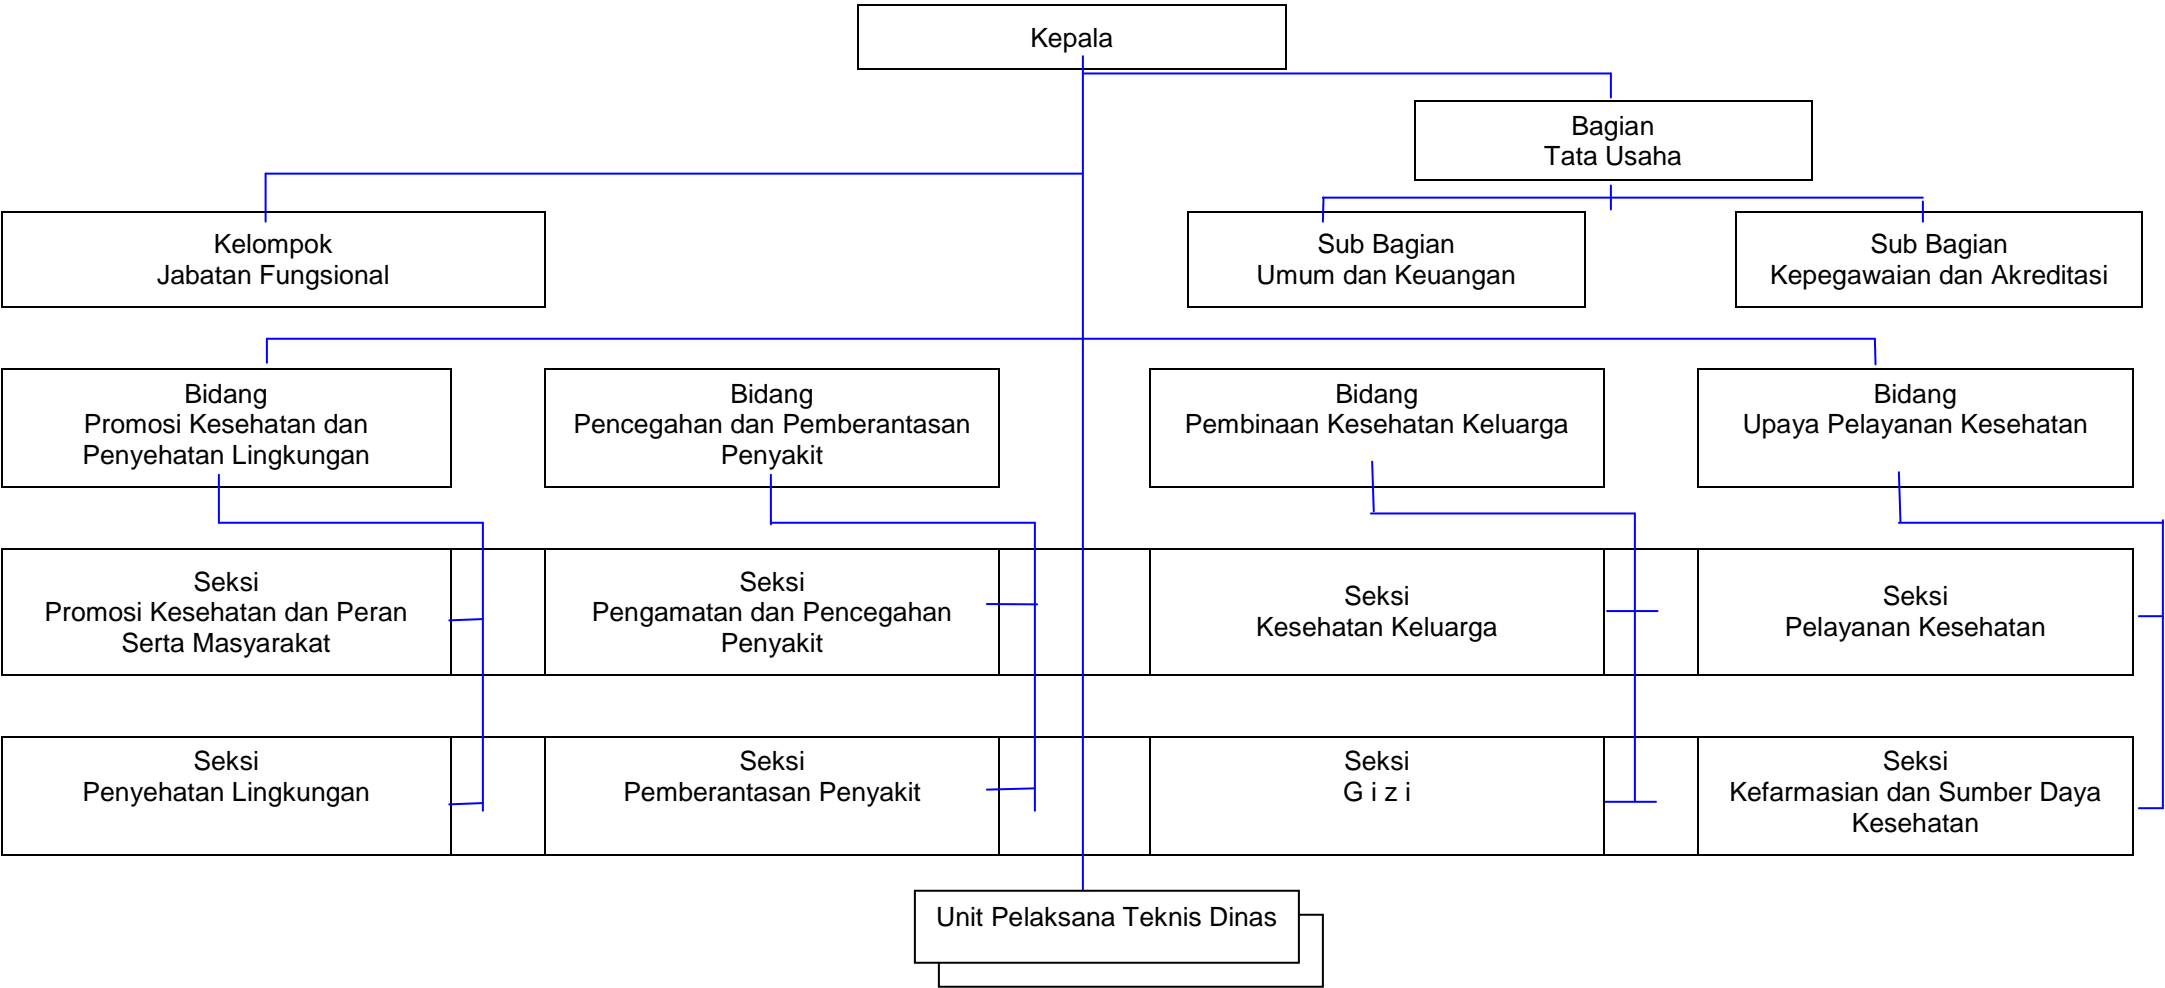 Kepala
Bagian
Tata Usaha
Kelompok
Jabatan Fungsional
Sub Bagian
Umum dan Keuangan
Sub Bagian
Kepegawaian dan Akreditasi
Bidang
Promosi Kesehatan dan
Penyehatan Lingkungan
Bidang
Pencegahan dan Pemberantasan
Penyakit
Bidang
Pembinaan Kesehatan Keluarga
Bidang
Upaya Pelayanan Kesehatan
Seksi
Promosi Kesehatan dan Peran
Serta Masyarakat
Seksi
Pengamatan dan Pencegahan
Penyakit
Seksi
Kesehatan Keluarga
Seksi
Pelayanan Kesehatan
Seksi
Penyehatan Lingkungan
Seksi
Pemberantasan Penyakit
Seksi
G i z i
Seksi
Kefarmasian dan Sumber Daya
Kesehatan
Unit Pelaksana Teknis Dinas